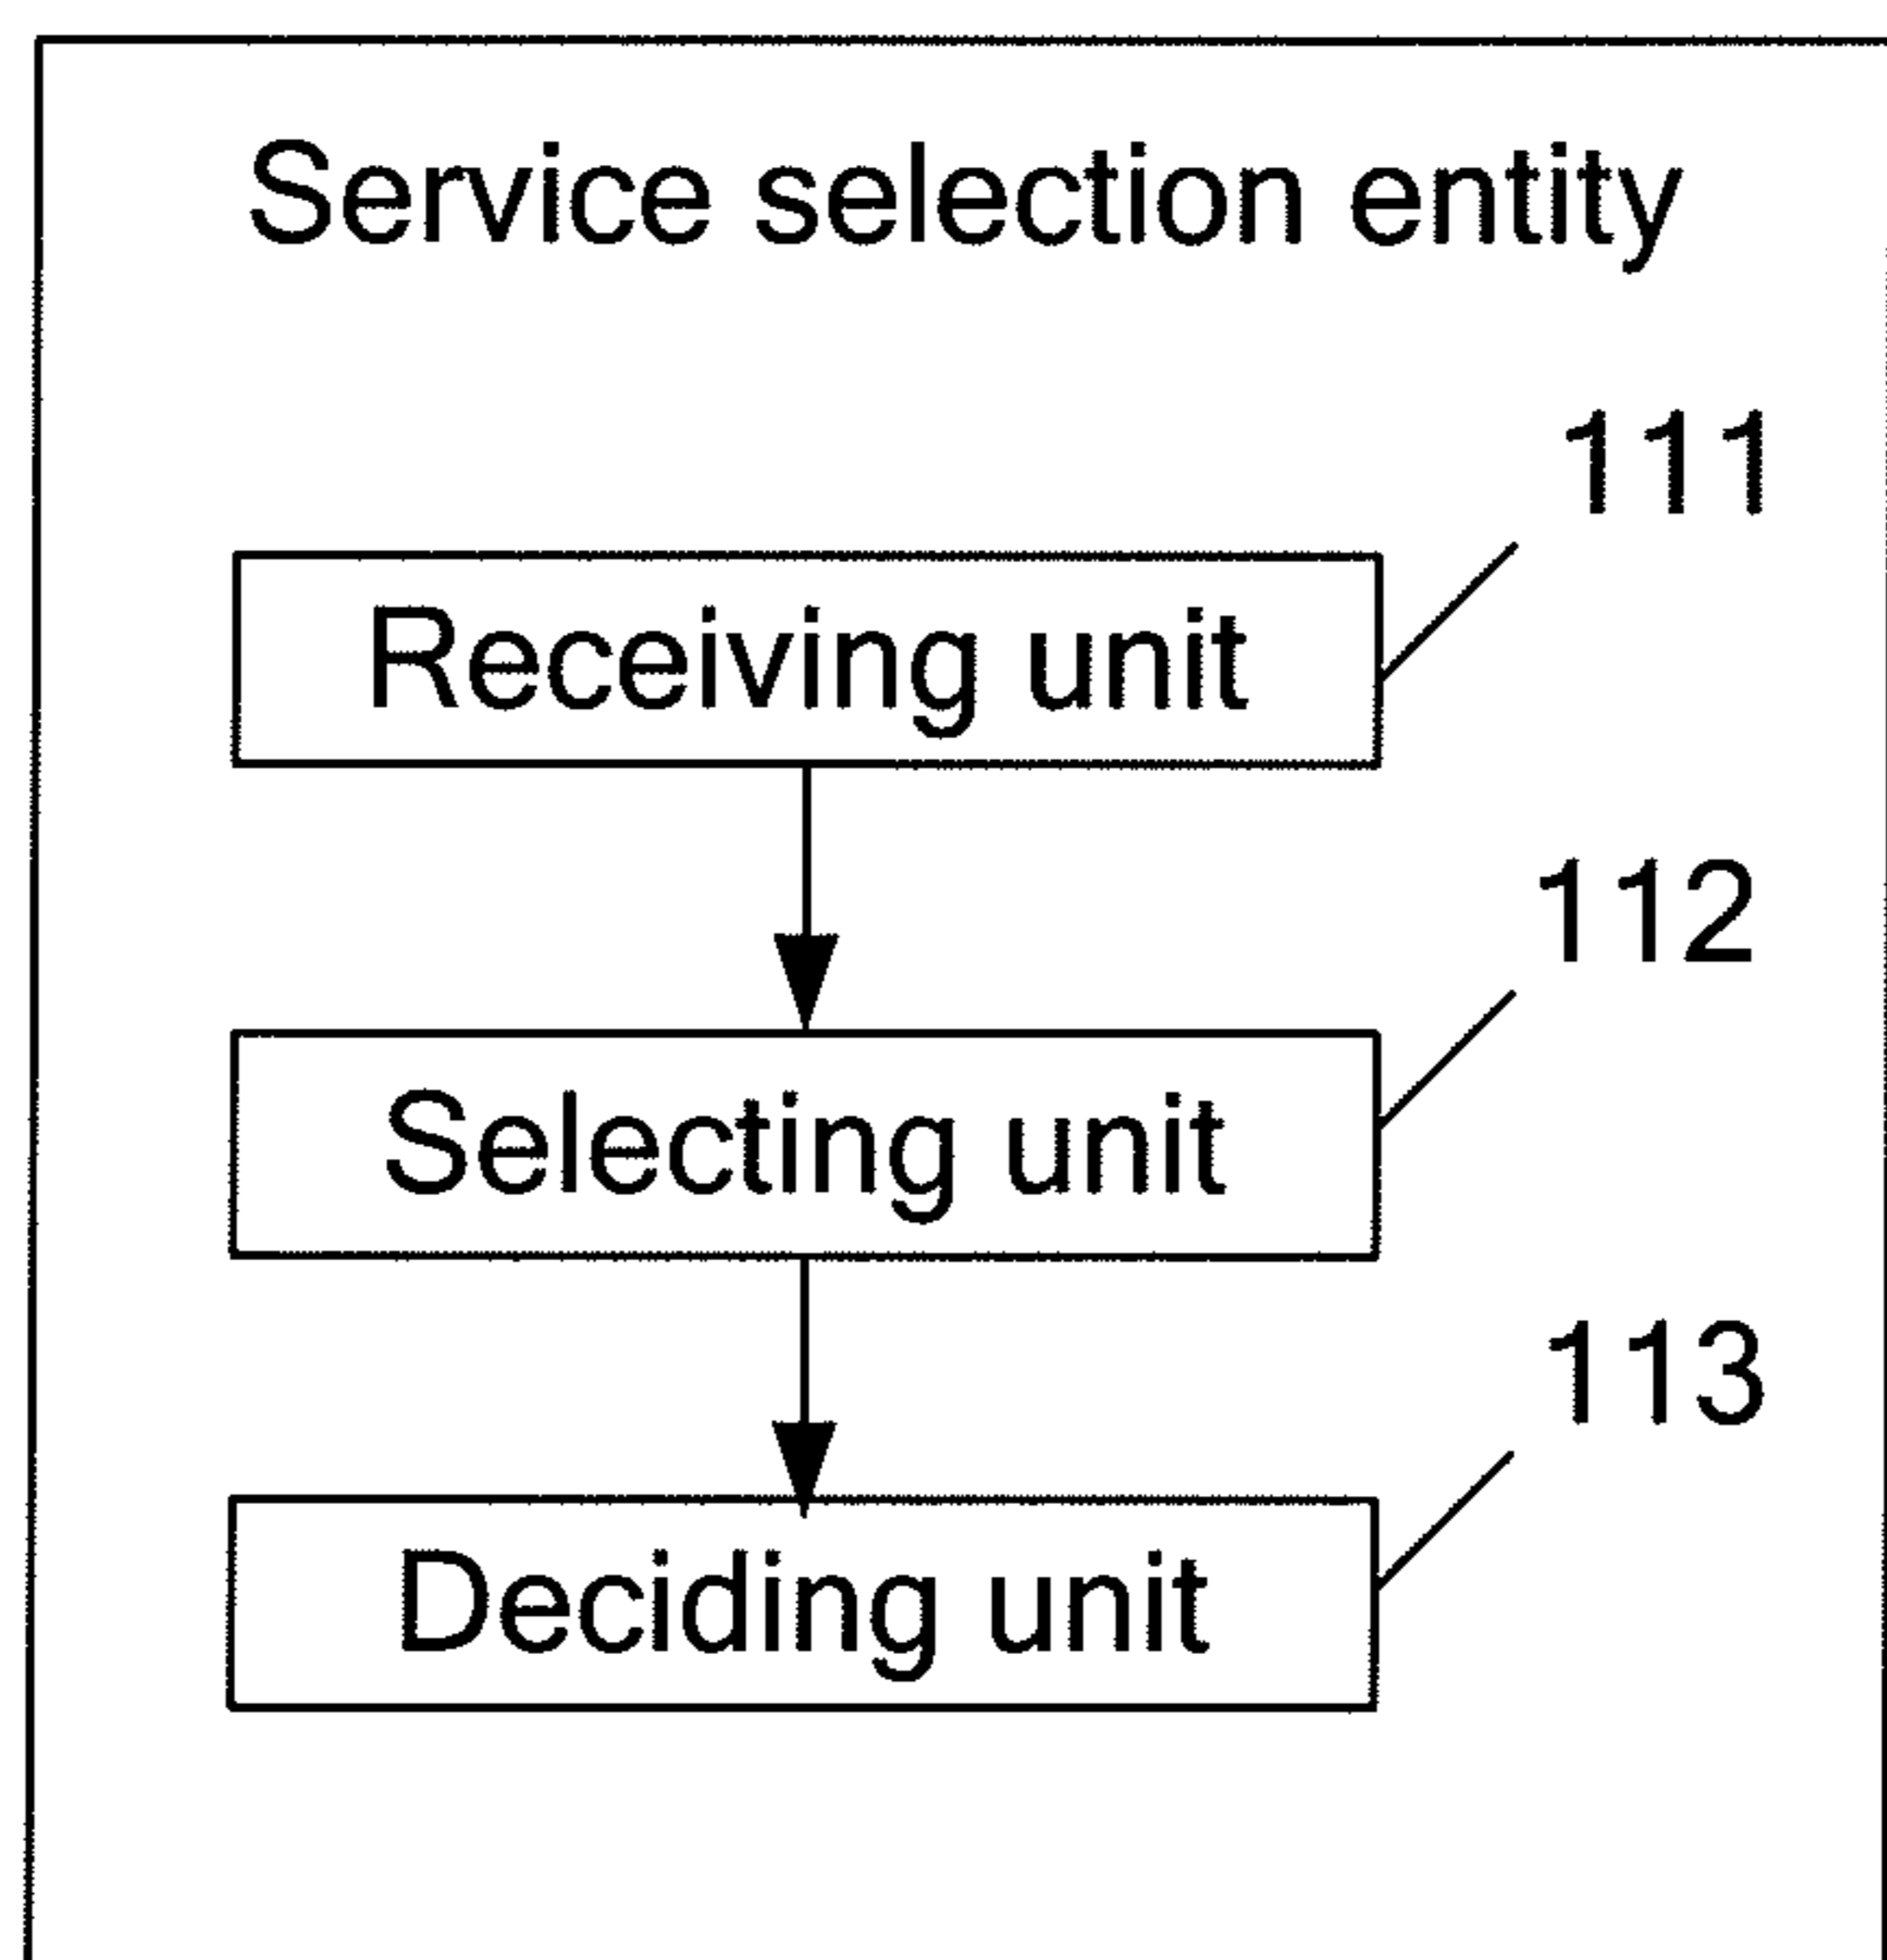 Service selection entity
111
Receiving unit
112
Selecting unit
113
Deciding unit